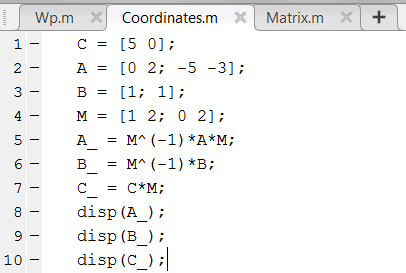 Wp.m × Coordinates.m × Matrix.m × +
1 – C = [5 0];
2 – A = [0 2; -5 -3];
3 – B = [1; 1];
4 – M = [1 2; 0 2];
5 – A_ = M^(-1)*A*M;
6 – B_ = M^(-1)*B;
7 – C_ = C*M;
8 – disp(A_);
9 – disp(B_);
10 – disp(C_);